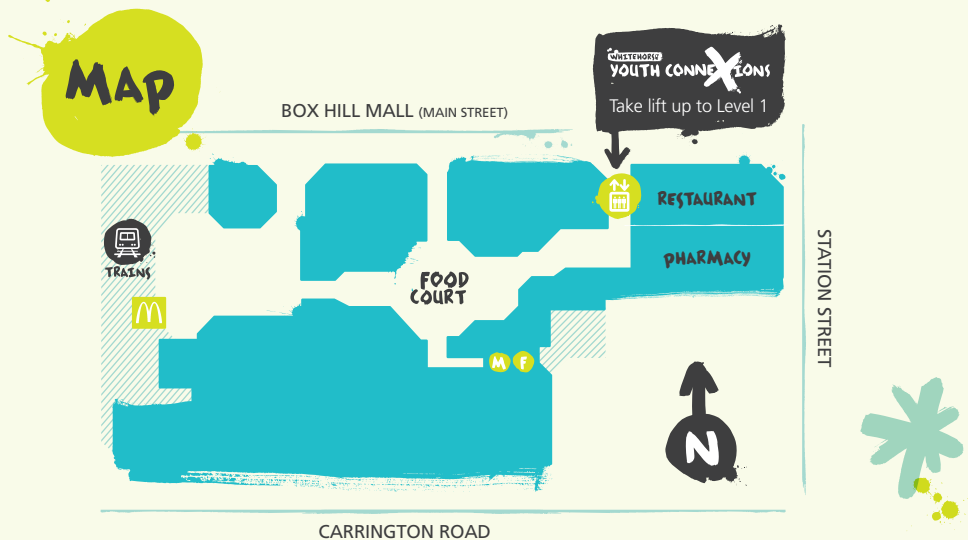 MAP
WHITEHORSE
YOUTH CONNEXIONS
Take lift up to Level 1
BOX HILL MALL (MAIN STREET)
RESTAURANT
PHARMACY
TRAINS
M
FOOD
COURT
STATION STREET
M F
N
CARRINGTON ROAD